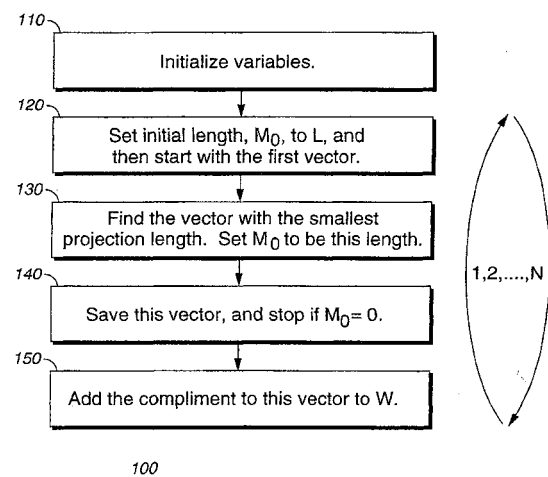 110
Initialize variables.
120
Set initial length, M0, to L, and
then start with the first vector.
130
Find the vector with the smallest
projection length. Set M0 to be this length.
1,2,....,N
140
Save this vector, and stop if M0= 0.
150
Add the compliment to this vector to W.
100